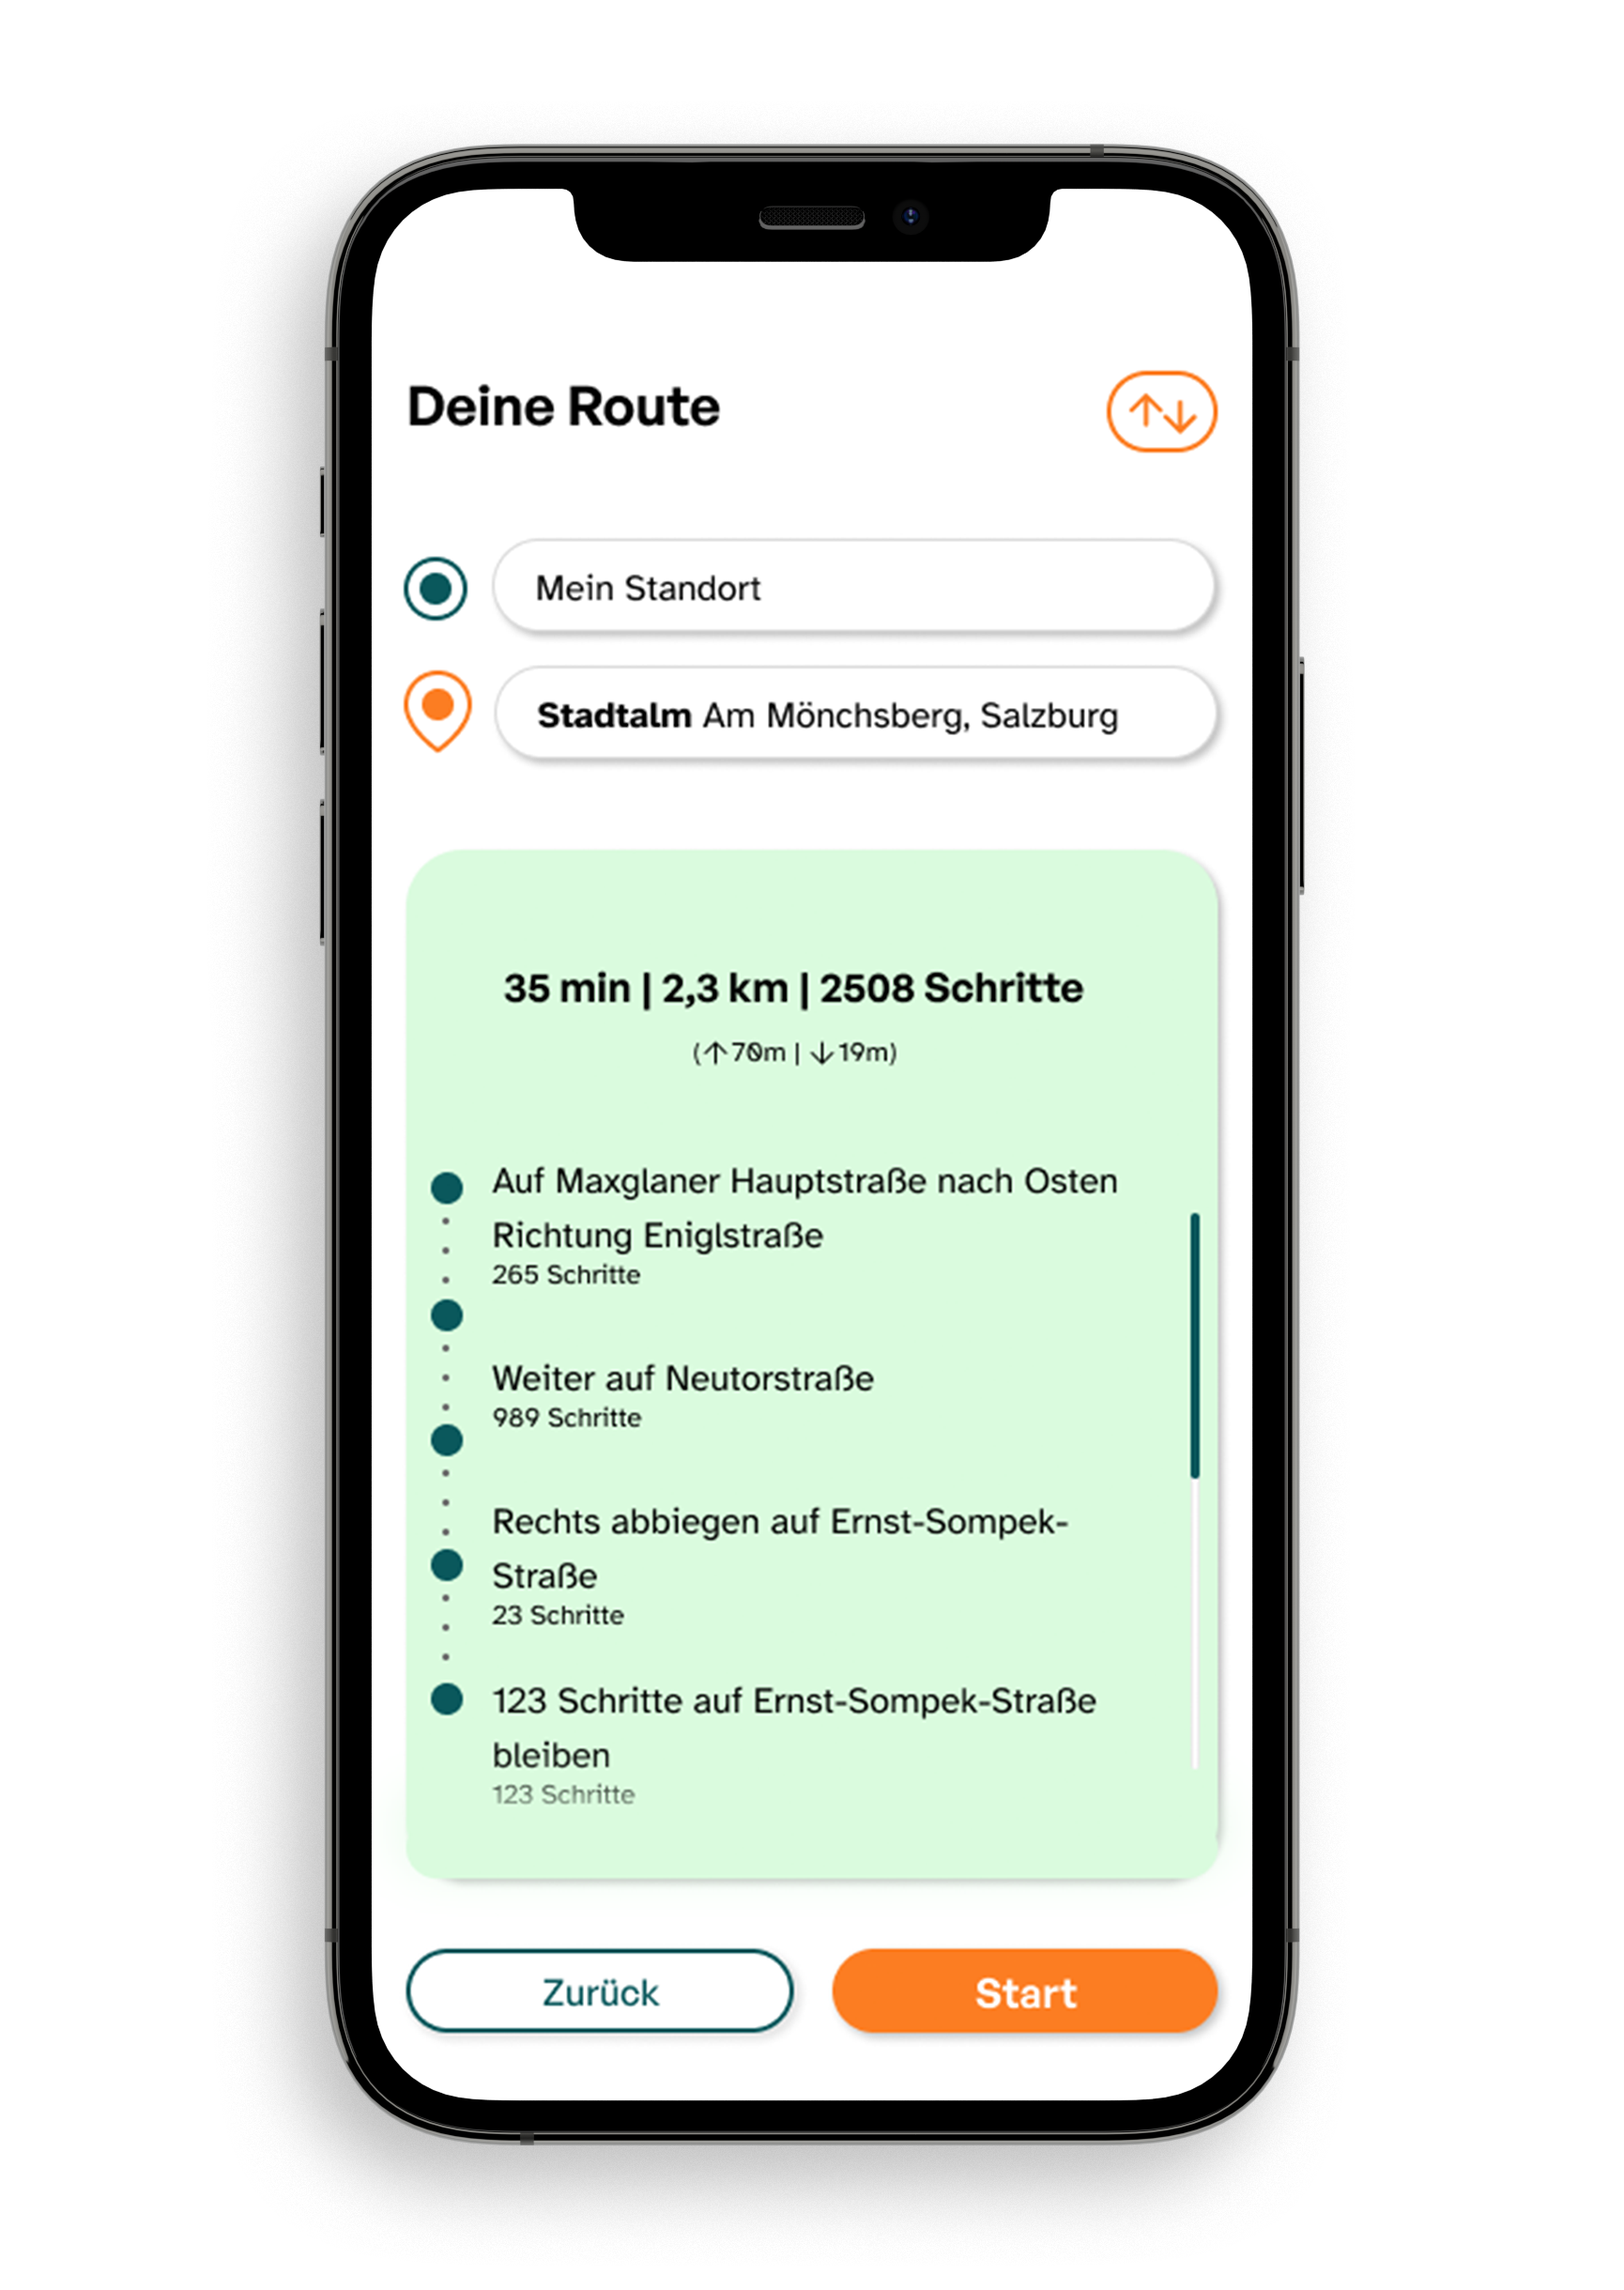 Deine Route
Mein Standort
Stadtalm Am Mönchsberg, Salzburg
35 min | 2,3 km | 2508 Schritte
(↑70m | ↓19m)
Auf Maxglaner Hauptstraße nach Osten
Richtung Eniglstraße
265 Schritte
Weiter auf Neutorstraße
989 Schritte
Rechts abbiegen auf Ernst-Sompek-
Straße
23 Schritte
123 Schritte auf Ernst-Sompek-Straße
bleiben
123 Schritte
Zurück
Start